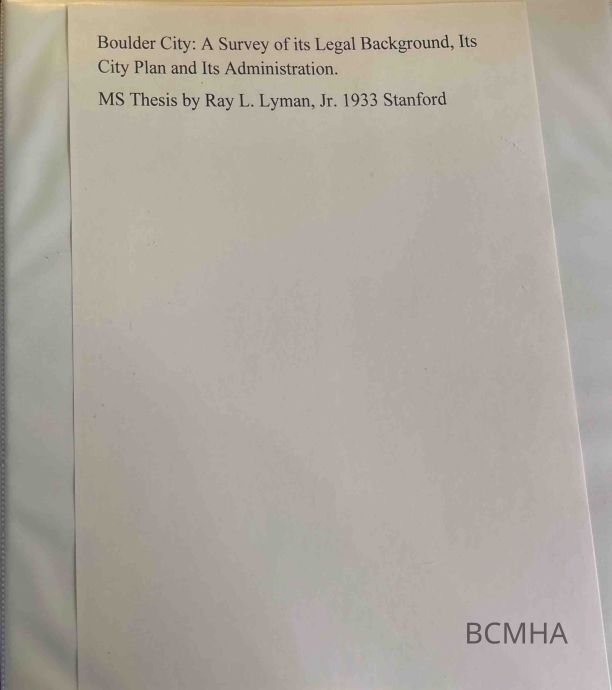 Boulder City: A Survey of its Legal Background, Its
City Plan and Its Administration.
MS Thesis by Ray L. Lyman, Jr. 1933 Stanford
BCMHA